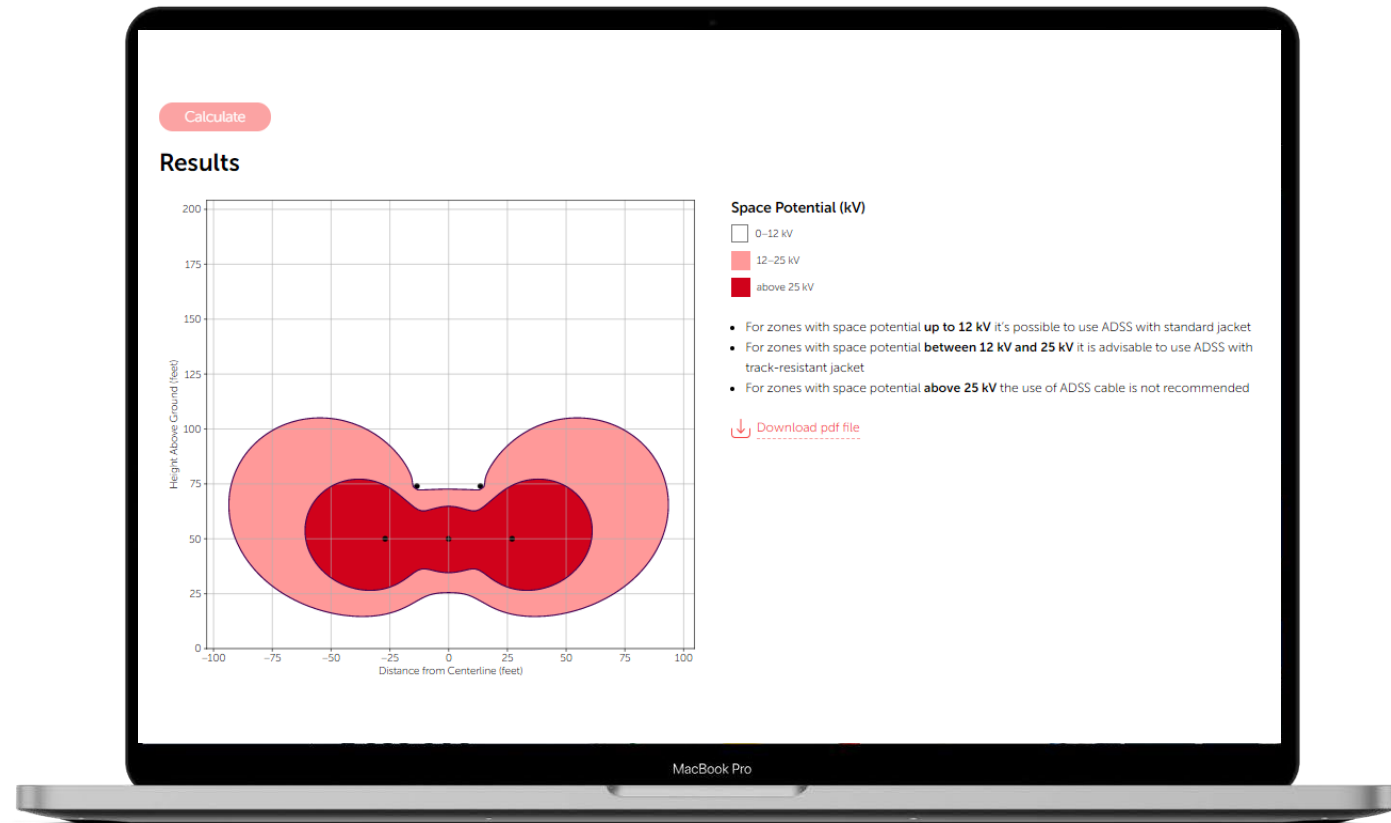 Calculate
Results
200
175
150
125
100
75
50
25
0
Height Above Ground (feet)
−100 −75 −50 −25 0 25 50 75 100
Distance from Centerline (feet)
Space Potential (kV)
0–12 kV
12–25 kV
above 25 kV
• For zones with space potential up to 12 kV it's possible to use ADSS with standard jacket
• For zones with space potential between 12 kV and 25 kV it is advisable to use ADSS with
track-resistant jacket
• For zones with space potential above 25 kV the use of ADSS cable is not recommended
Download pdf file
MacBook Pro